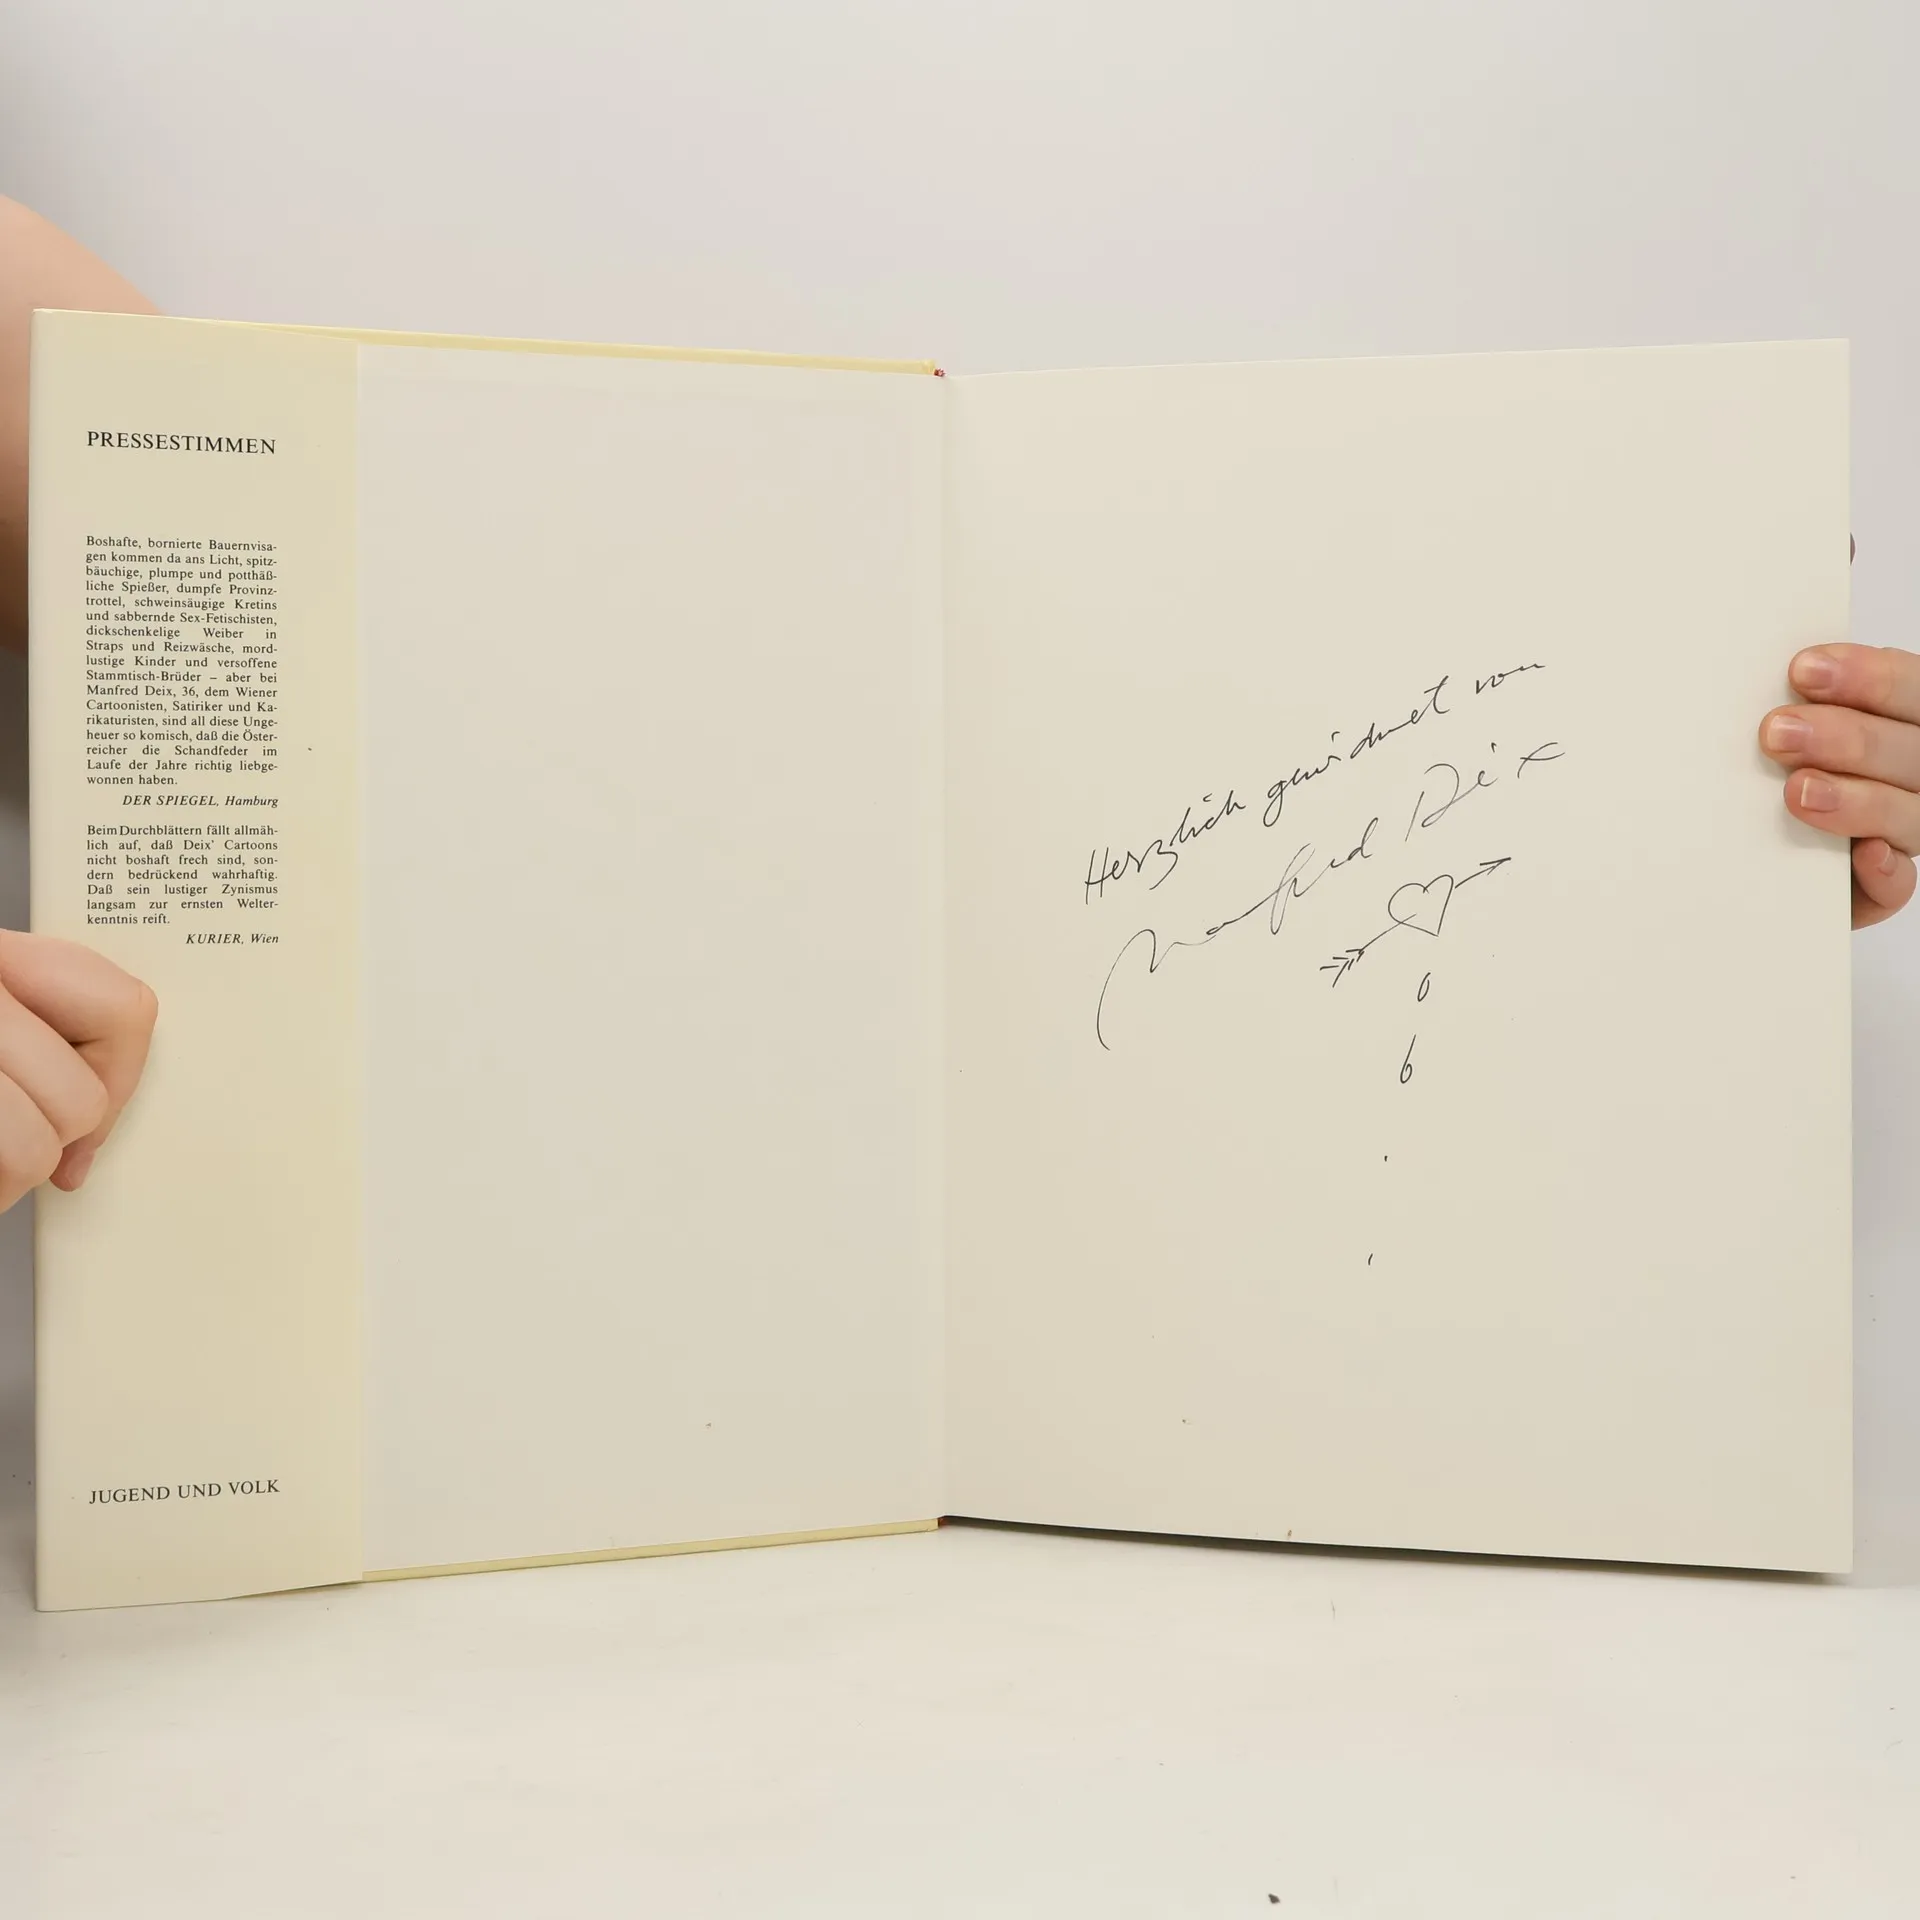 PRESSESTIMMEN
Boshafte, bornierte Bauernvisa-
gen kommen da ans Licht, spitz-
bäuchige, plumpe und potthäß-
liche Spießer, dumpfe Provinz-
trottel, schweinsäugige Kretins
und sabbernde Sex-Fetischisten,
dickschenkelige Weiber in
Straps und Reizwäsche, mord-
lustige Kinder und versoffene
Stammtisch-Brüder – aber bei
Manfred Deix, 36, dem Wiener
Cartoonisten, Satiriker und Ka-
rikaturisten, sind all diese Unge-
heuer so komisch, daß die Öster-
reicher die Schandfeder im
Laufe der Jahre richtig liebge-
wonnen haben.
DER SPIEGEL, Hamburg
Beim Durchblättern fällt allmäh-
lich auf, daß Deix' Cartoons
nicht boshaft frech sind, son-
dern bedrückend wahrhaftig.
Daß sein lustiger Zynismus
langsam zur ernsten Welter-
kenntnis reift.
KURIER, Wien
JUGEND UND VOLK
Herzlich gewidmet von
Manfred Deix